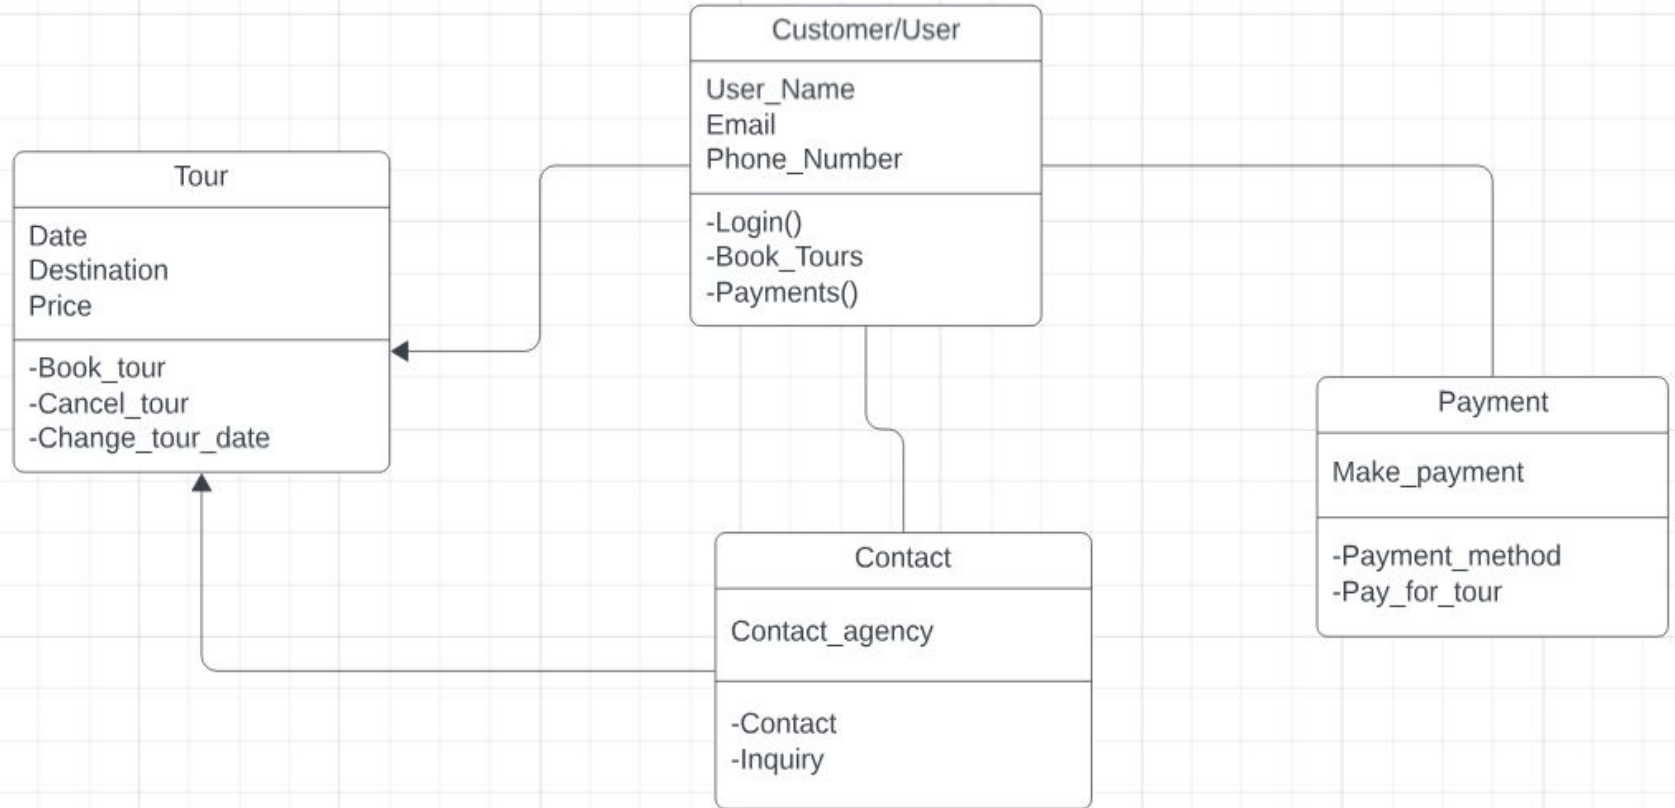 Customer/User
User_Name
Email
Phone_Number
-Login()
-Book_Tours
-Payments()
Tour
Date
Destination
Price
-Book_tour
-Cancel_tour
-Change_tour_date
Payment
Make_payment
-Payment_method
-Pay_for_tour
Contact
Contact_agency
-Contact
-Inquiry